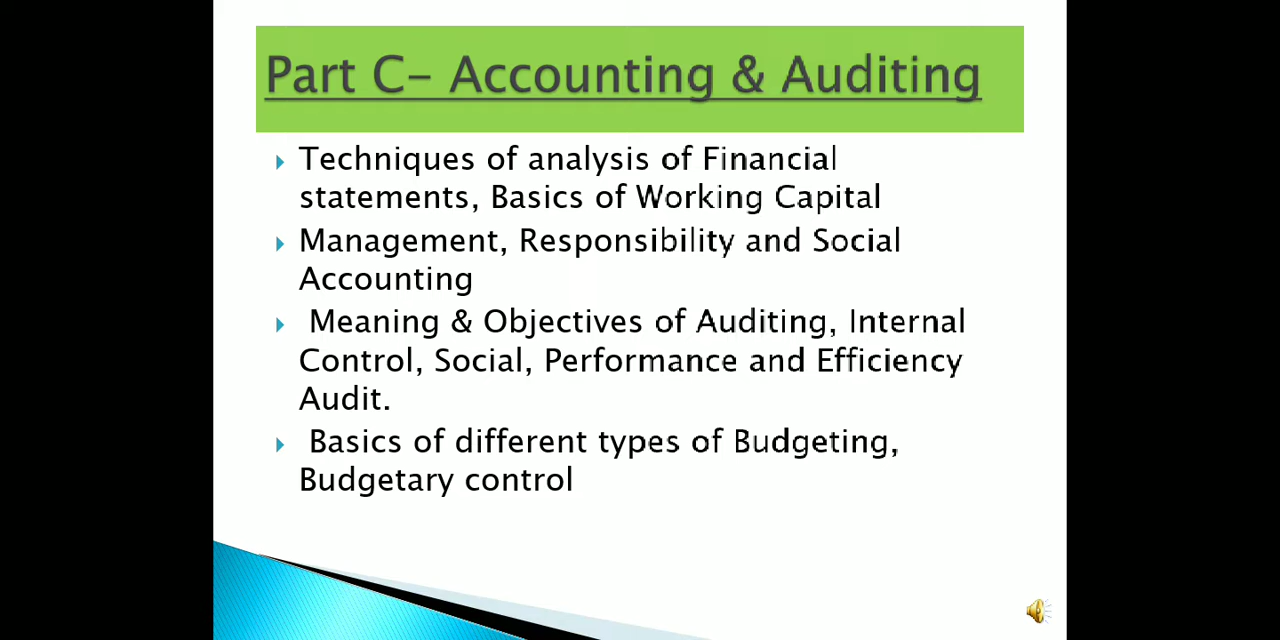 Part C- Accounting & Auditing
Techniques of analysis of Financial
statements, Basics of Working Capital
Management, Responsibility and Social
Accounting
Meaning & Objectives of Auditing, Internal
Control, Social, Performance and Efficiency
Audit.
Basics of different types of Budgeting,
Budgetary control